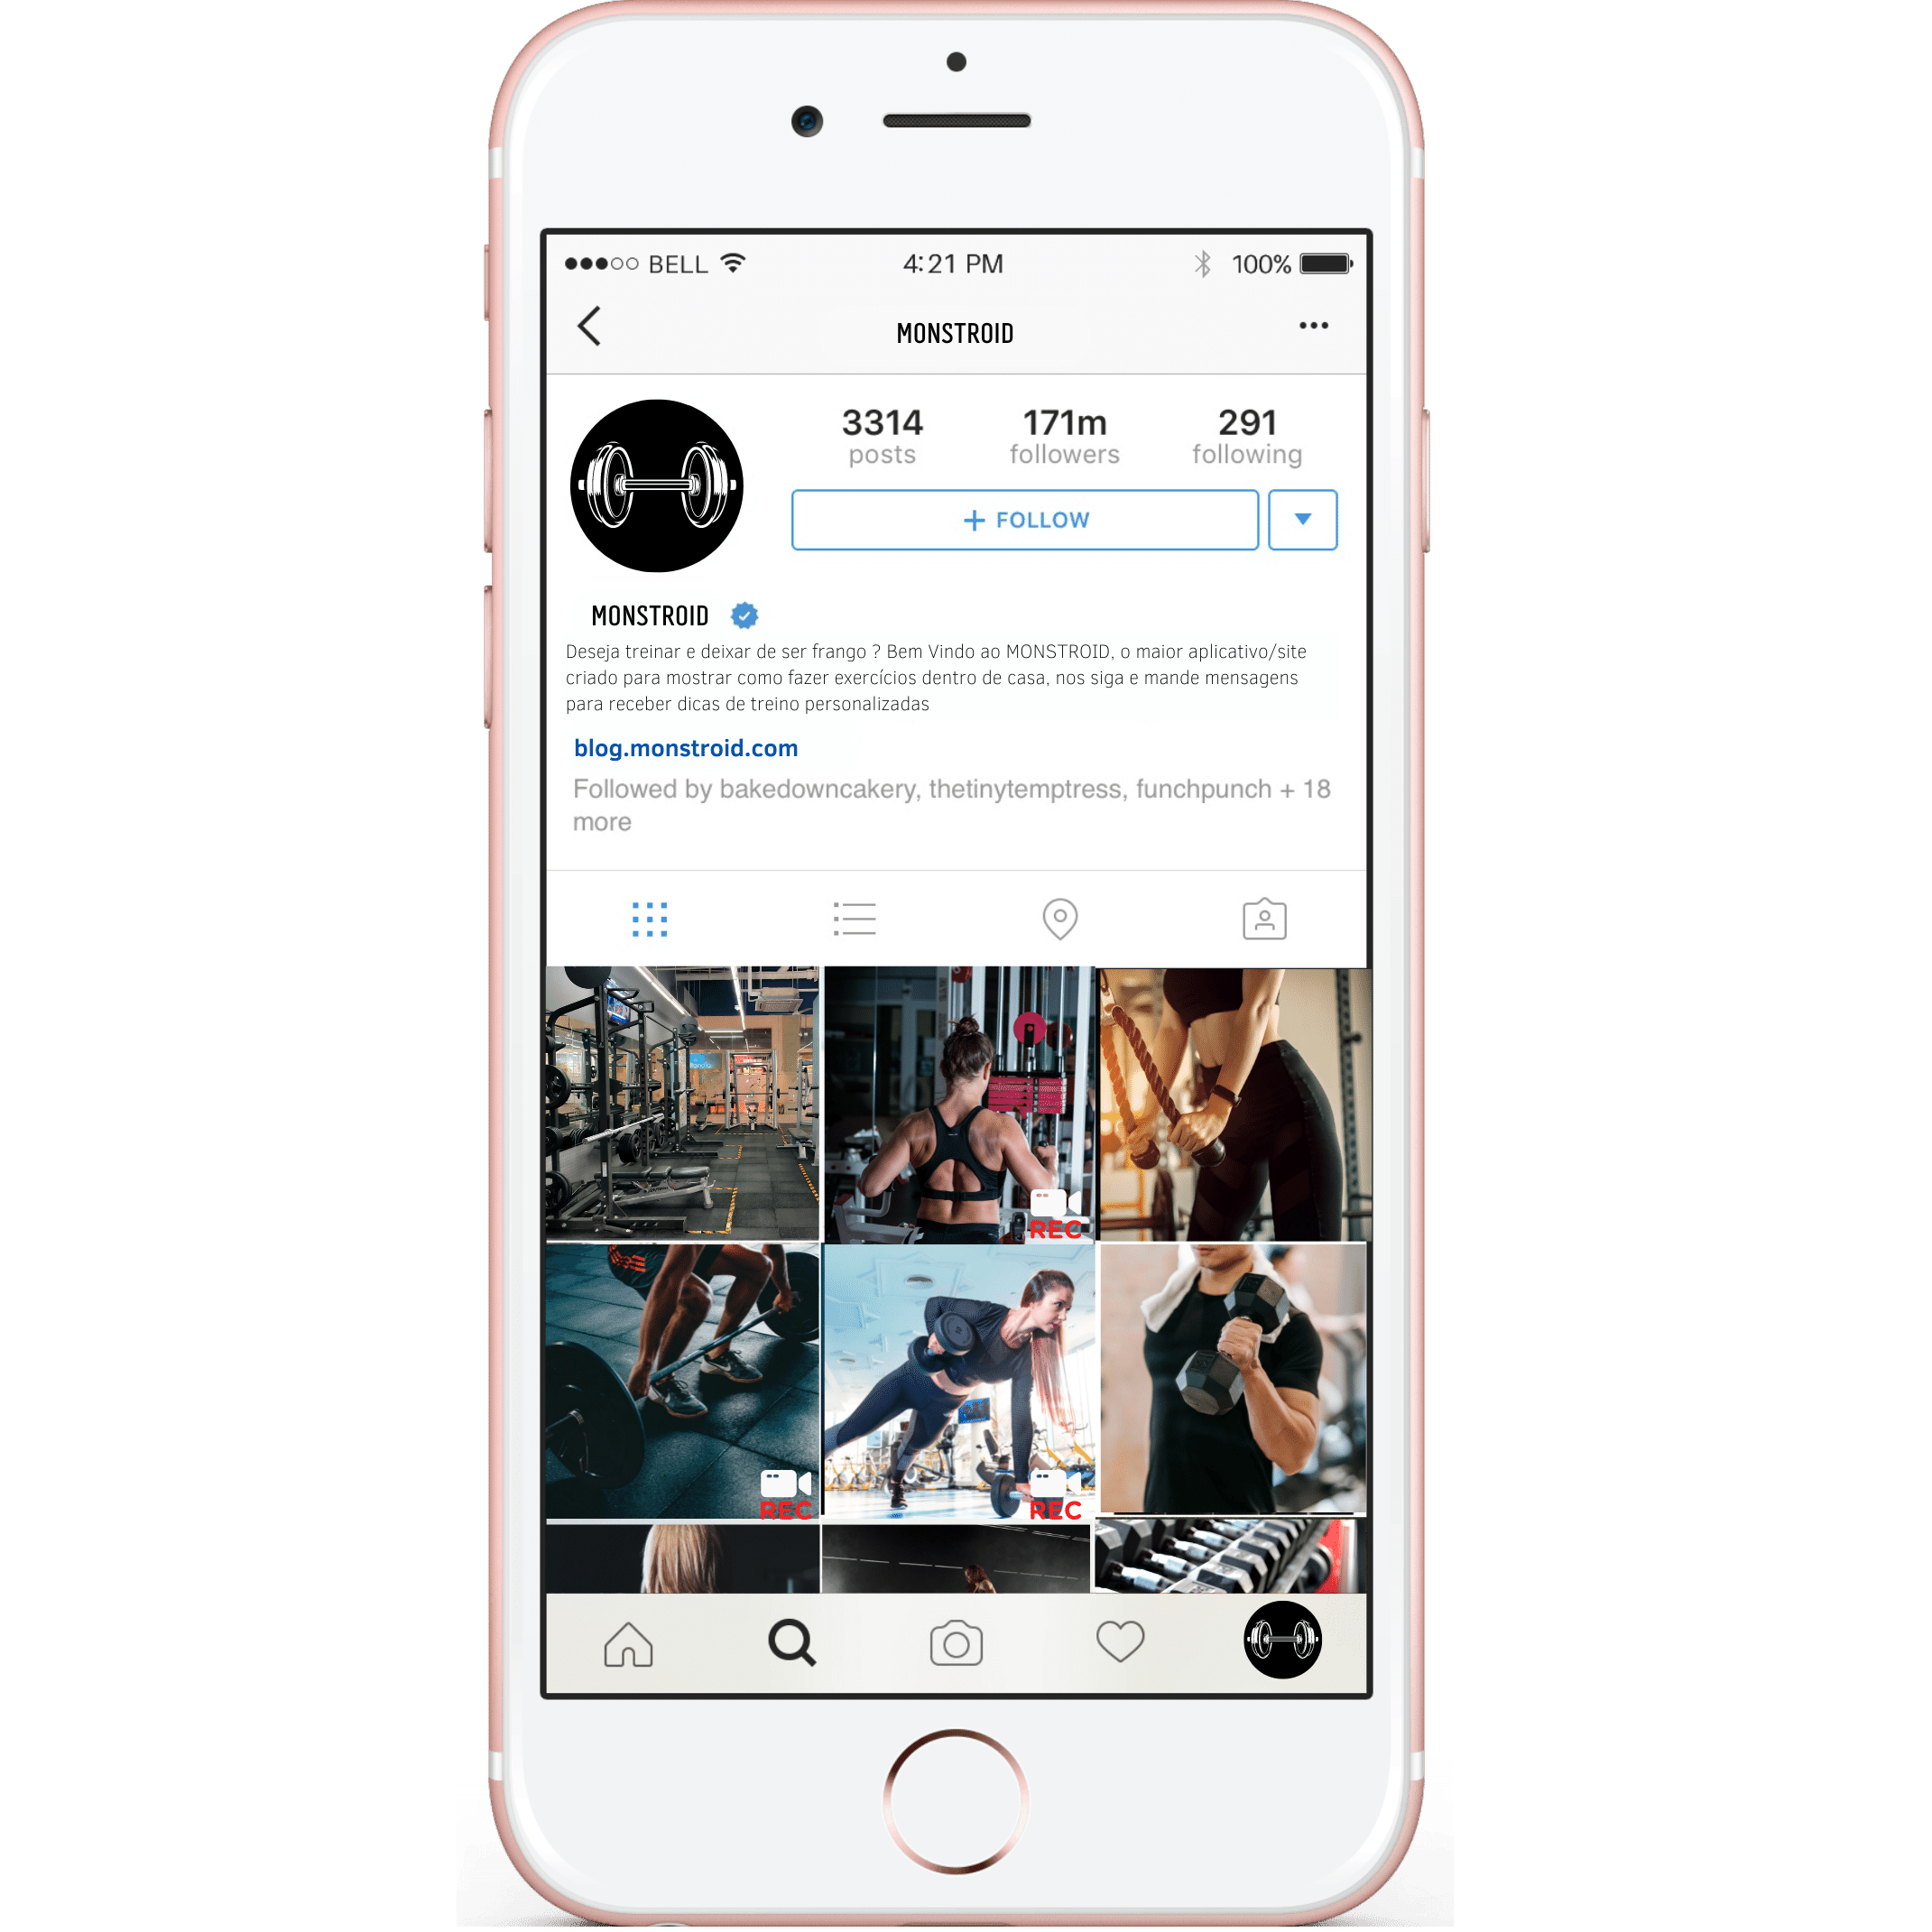 BELL 4:21 PM 100%
MONSTROID
3314 171m 291
posts followers following
+ FOLLOW
MONSTROID
Deseja treinar e deixar de ser frango ? Bem Vindo ao MONSTROID, o maior aplicativo/site
criado para mostrar como fazer exercícios dentro de casa, nos siga e mande mensagens
para receber dicas de treino personalizadas
blog.monstroid.com
Followed by bakedowncakery, thetinytemptress, funchpunch + 18
more
REC
REC
REC